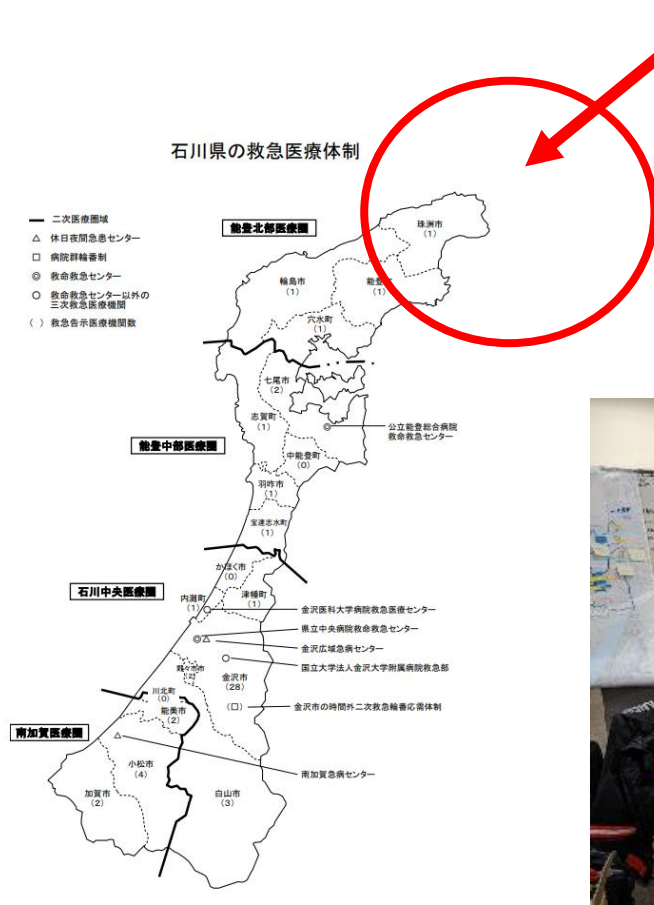 石川県の救急医療体制
二次医療圏域
△ 休日夜間急患センター
□ 病院群輪番制
◎ 救命救急センター
○ 救命救急センター以外の
三次救急医療機関
( ) 救急告示医療機関数
能登北部医療圏
珠洲市
(1)
輪島市
(1)
(1)
穴水町
(1)
七尾市
(2)
志賀町
(1)
公立能登総合病院
救命救急センター
能登中部医療圏
中能登町
(0)
羽咋市
(1)
宝達志水町
(1)
かほく市
(0)
石川中央医療圏
内灘町
(1)
津幡町
(1)
金沢医科大学病院救急医療センター
県立中央病院救命救急センター
金沢広域急病センター
国立大学法人金沢大学附属病院救急部
野々市市
(2)
金沢市
(28)
川北町
(0)
能美市
(2)
(□)
金沢市の時間外二次救急輪番応需体制
南加賀医療圏
小松市
(4)
南加賀急病センター
加賀市
(2)
白山市
(3)